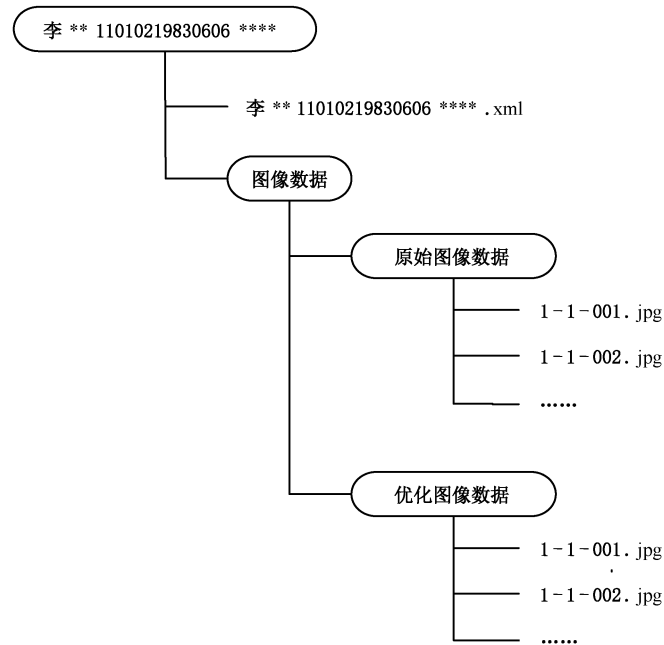 李 ** 11010219830606 ****
李 ** 11010219830606 **** .xml
图像数据
原始图像数据
1-1-001.jpg
1-1-002.jpg
……
优化图像数据
1-1-001.jpg
1-1-002.jpg
……